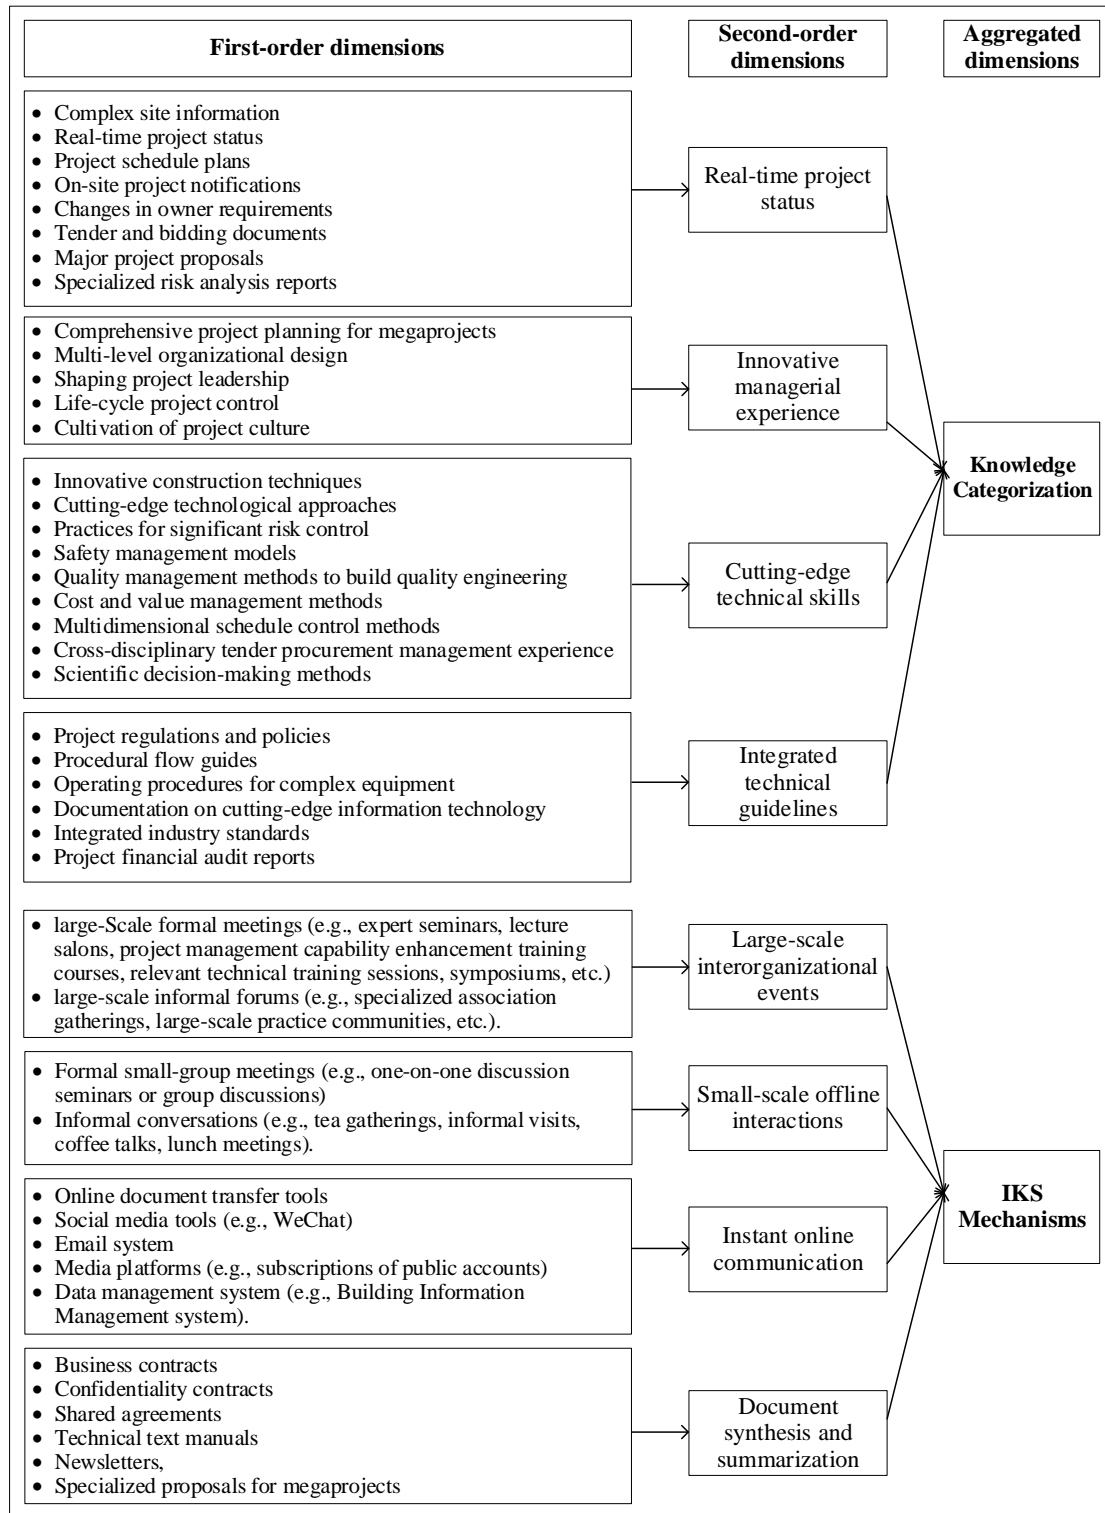 First-order dimensions
Second-order
dimensions
Aggregated
dimensions
• Complex site information
• Real-time project status
• Project schedule plans
• On-site project notifications
• Changes in owner requirements
• Tender and bidding documents
• Major project proposals
• Specialized risk analysis reports
Real-time project
status
• Comprehensive project planning for megaprojects
• Multi-level organizational design
• Shaping project leadership
• Life-cycle project control
• Cultivation of project culture
Innovative
managerial
experience
• Innovative construction techniques
• Cutting-edge technological approaches
• Practices for significant risk control
• Safety management models
• Quality management methods to build quality engineering
• Cost and value management methods
• Multidimensional schedule control methods
• Cross-disciplinary tender procurement management experience
• Scientific decision-making methods
Cutting-edge
technical skills
• Project regulations and policies
• Procedural flow guides
• Operating procedures for complex equipment
• Documentation on cutting-edge information technology
• Integrated industry standards
• Project financial audit reports
Integrated
technical
guidelines
Knowledge
Categorization
• large-Scale formal meetings (e.g., expert seminars, lecture
salons, project management capability enhancement training
courses, relevant technical training sessions, symposiums, etc.)
• large-scale informal forums (e.g., specialized association
gatherings, large-scale practice communities, etc.).
Large-scale
interorganizational
events
• Formal small-group meetings (e.g., one-on-one discussion
seminars or group discussions)
• Informal conversations (e.g., tea gatherings, informal visits,
coffee talks, lunch meetings).
Small-scale offline
interactions
• Online document transfer tools
• Social media tools (e.g., WeChat)
• Email system
• Media platforms (e.g., subscriptions of public accounts)
• Data management system (e.g., Building Information
Management system).
Instant online
communication
• Business contracts
• Confidentiality contracts
• Shared agreements
• Technical text manuals
• Newsletters,
• Specialized proposals for megaprojects
Document
synthesis and
summarization
IKS
Mechanisms